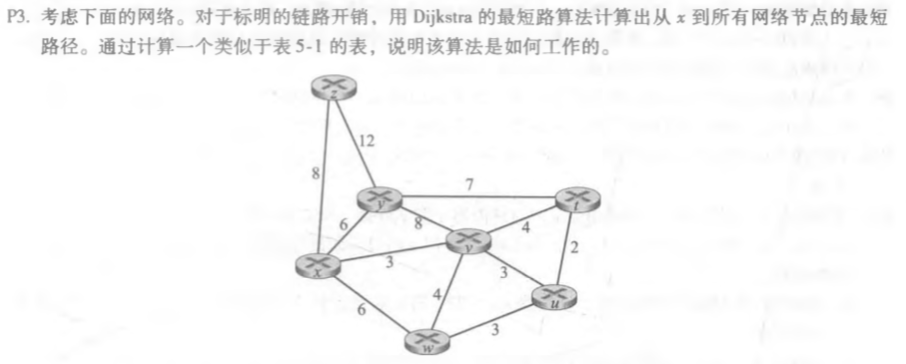 P3. 考虑下面的网络。对于标明的链路开销，用 Dijkstra 的最短路算法计算出从 x 到所有网络节点的最短
路径。通过计算一个类似于表 5-1 的表，说明该算法是如何工作的。
z
12
8
7
y
t
6
8
4
v
3
2
x
3
4
u
6
3
w